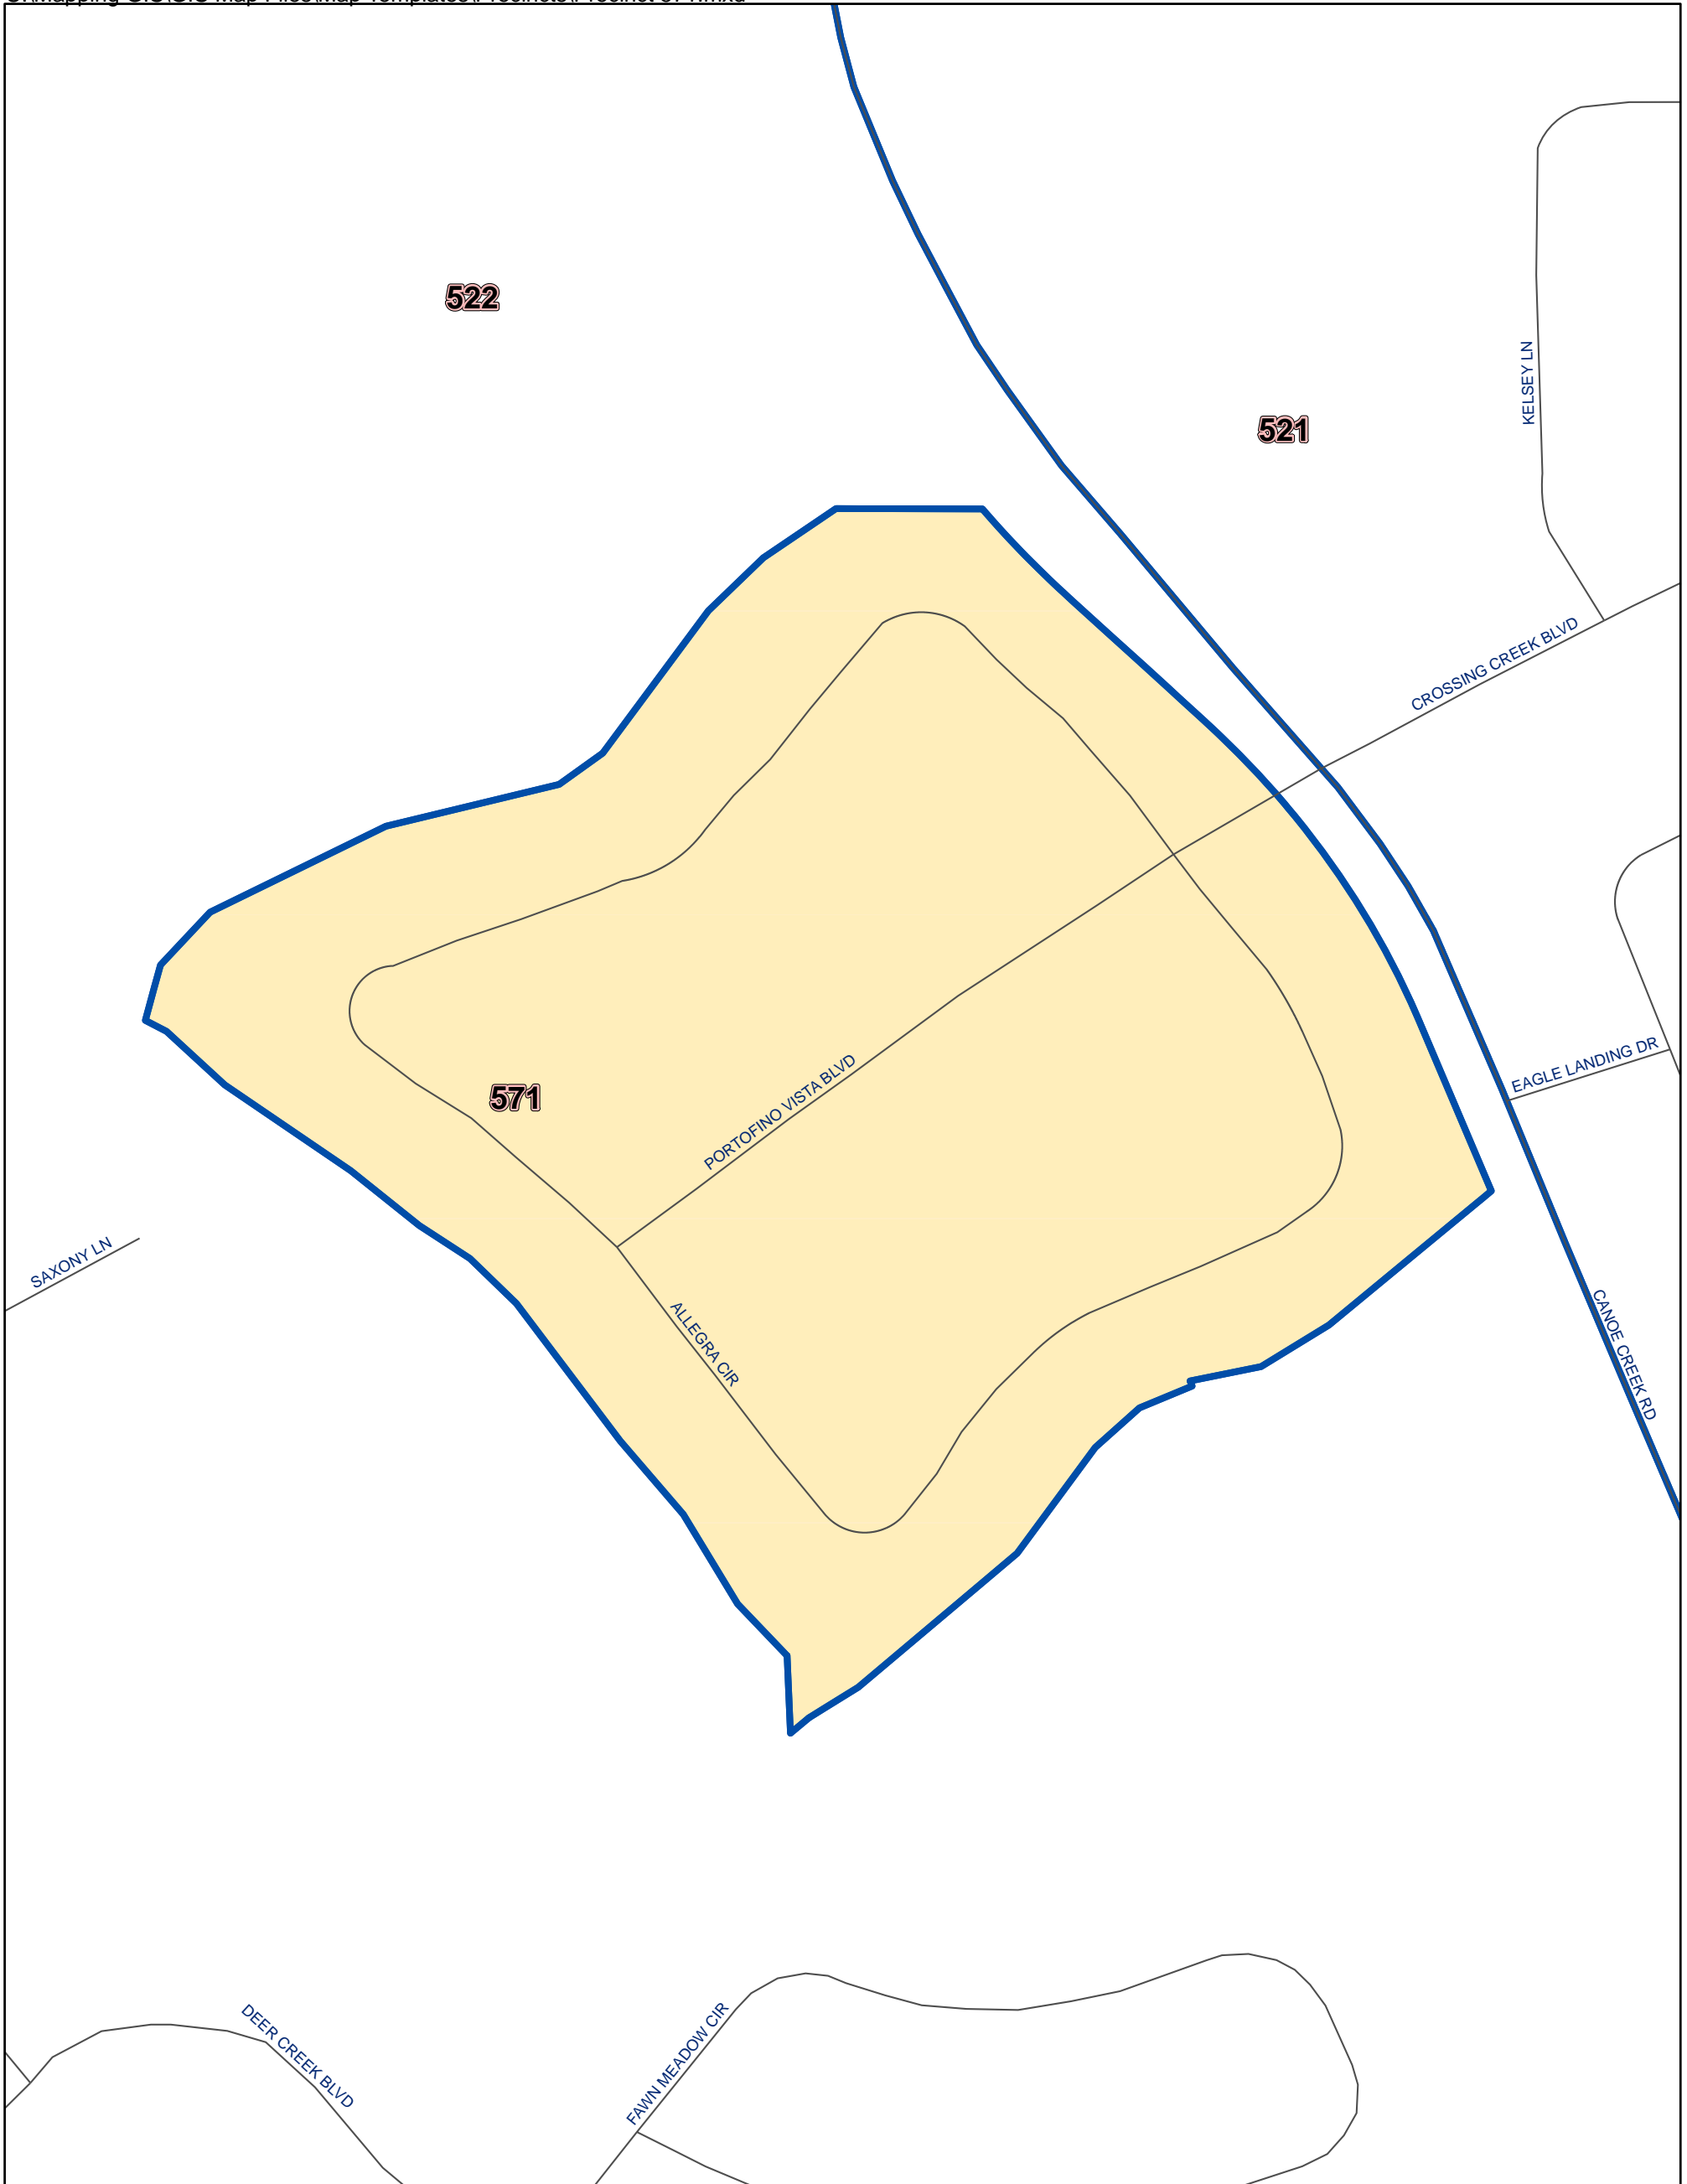 522
521
KELSEY LN
CROSSING CREEK BLVD
EAGLE LANDING DR
571
PORTOFINO VISTA BLVD
SAXONY LN
ALLEGRA CIR
CANOE CREEK RD
DEER CREEK BLVD
FAWN MEADOW CIR